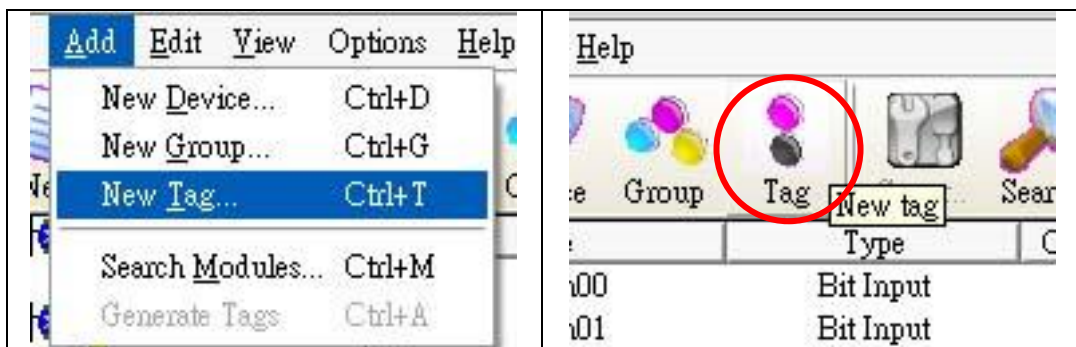 Add Edit View Options Help
New Device... Ctrl+D
New Group... Ctrl+G
New Tag... Ctrl+T
Search Modules... Ctrl+M
Generate Tags Ctrl+A
Help
Group Tag
New tag
Type
Bit Input
Bit Input